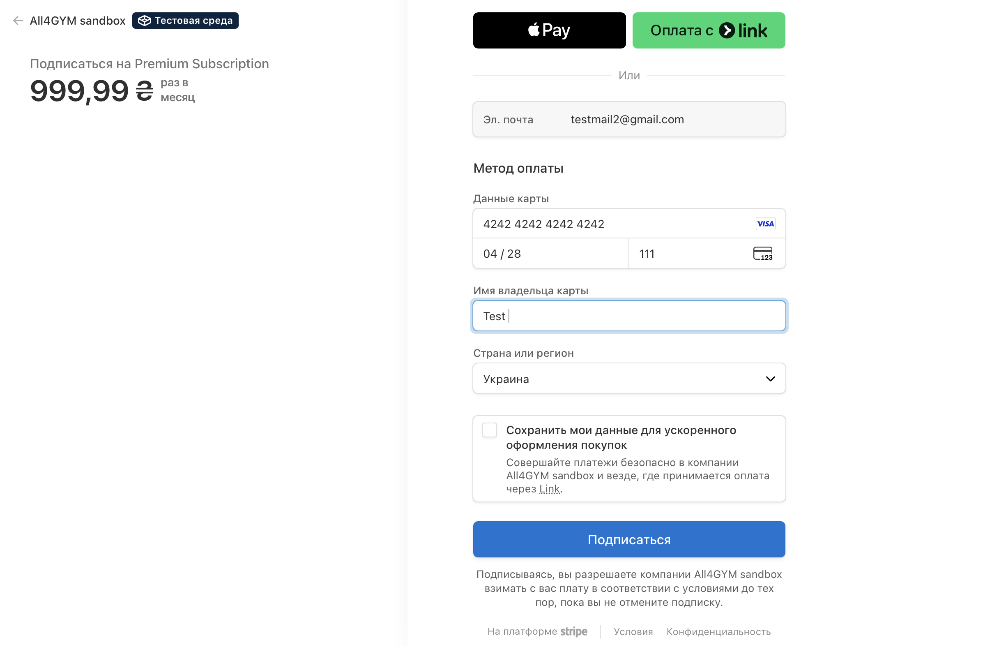 All4GYM sandbox
Тестовая среда
Подписаться на Premium Subscription
999,99 ₴
раз в
месяц
Pay
Оплата с link
Или
Эл. почта
testmail2@gmail.com
Метод оплаты
Данные карты
4242 4242 4242 4242
VISA
04 / 28
111
123
Имя владельца карты
Test
Страна или регион
Украина
Сохранить мои данные для ускоренного
оформления покупок
Совершайте платежи безопасно в компании
All4GYM sandbox и везде, где принимается оплата
через Link.
Подписаться
Подписываясь, вы разрешаете компании All4GYM sandbox
взимать с вас плату в соответствии с условиями до тех
пор, пока вы не отмените подписку.
На платформе stripe
Условия
Конфиденциальность